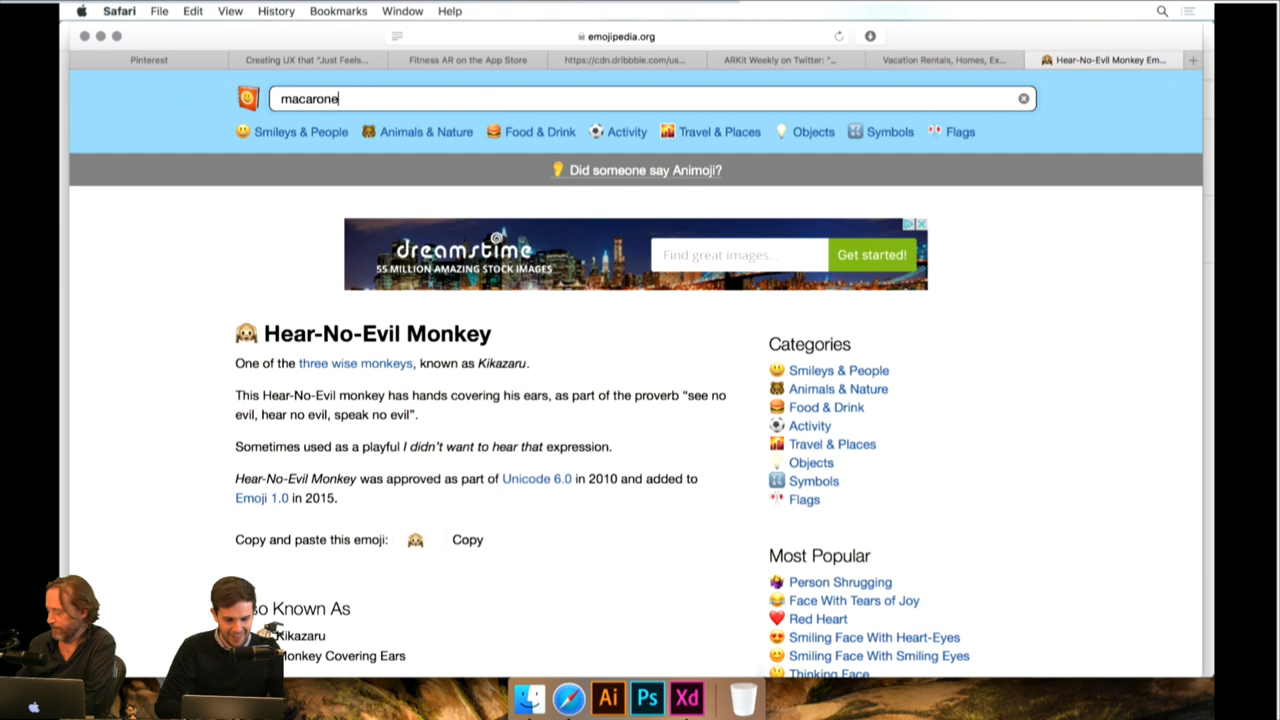 Safari File Edit View History Bookmarks Window Help
emojipedia.org
Pinterest Creating UX that "Just Feels... Fitness AR on the App Store https://cdn.dribbble.com/us... ARKit Weekly on Twitter: "... Vacation Rentals, Homes, Ex... Hear-No-Evil Monkey Em...
macarone
Smileys & People Animals & Nature Food & Drink Activity Travel & Places Objects Symbols Flags
Did someone say Animoji?
dreamstime
55 MILLION AMAZING STOCK IMAGES
Find great images... Get started!
Hear-No-Evil Monkey
One of the three wise monkeys, known as Kikazaru.
This Hear-No-Evil monkey has hands covering his ears, as part of the proverb "see no
evil, hear no evil, speak no evil".
Sometimes used as a playful I didn't want to hear that expression.
Hear-No-Evil Monkey was approved as part of Unicode 6.0 in 2010 and added to
Emoji 1.0 in 2015.
Copy and paste this emoji: Copy
so Known As
Kikazaru
Monkey Covering Ears
Categories
Smileys & People
Animals & Nature
Food & Drink
Activity
Travel & Places
Objects
Symbols
Flags
Most Popular
Person Shrugging
Face With Tears of Joy
Red Heart
Smiling Face With Heart-Eyes
Smiling Face With Smiling Eyes
Thinking Face
Ai Ps Xd